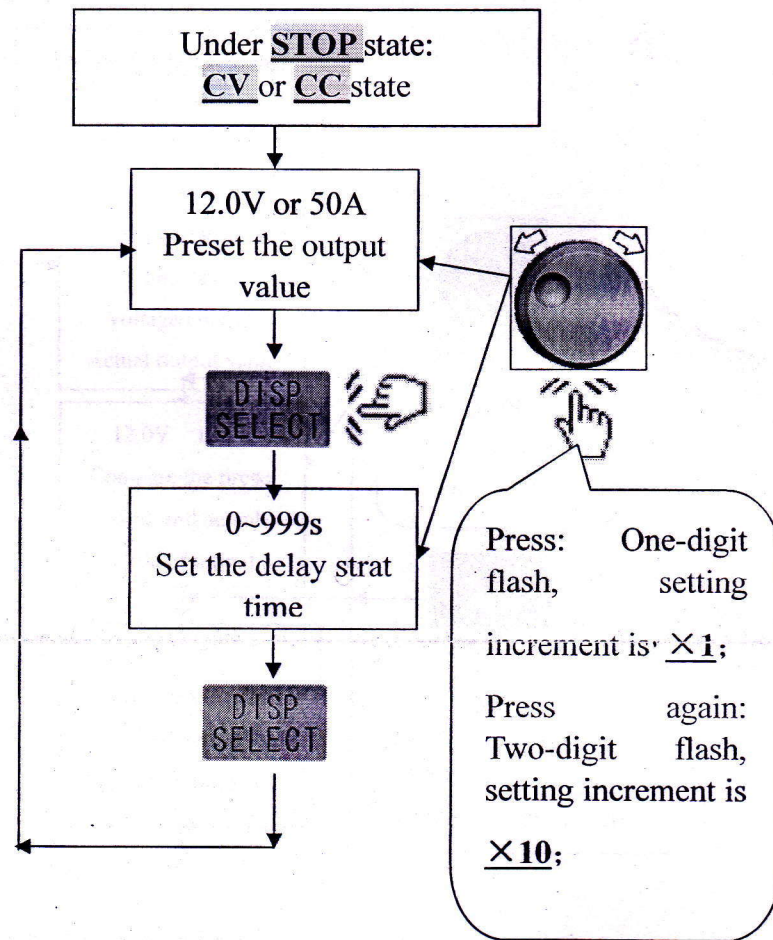 Under STOP state:
CV or CC state
12.0V or 50A
Preset the output
value
DISP
SELECT
0~999s
Set the delay strat
time
DISP
SELECT
Press: One-digit
flash, setting
increment is ×1;
Press again:
Two-digit flash,
setting increment is
×10;